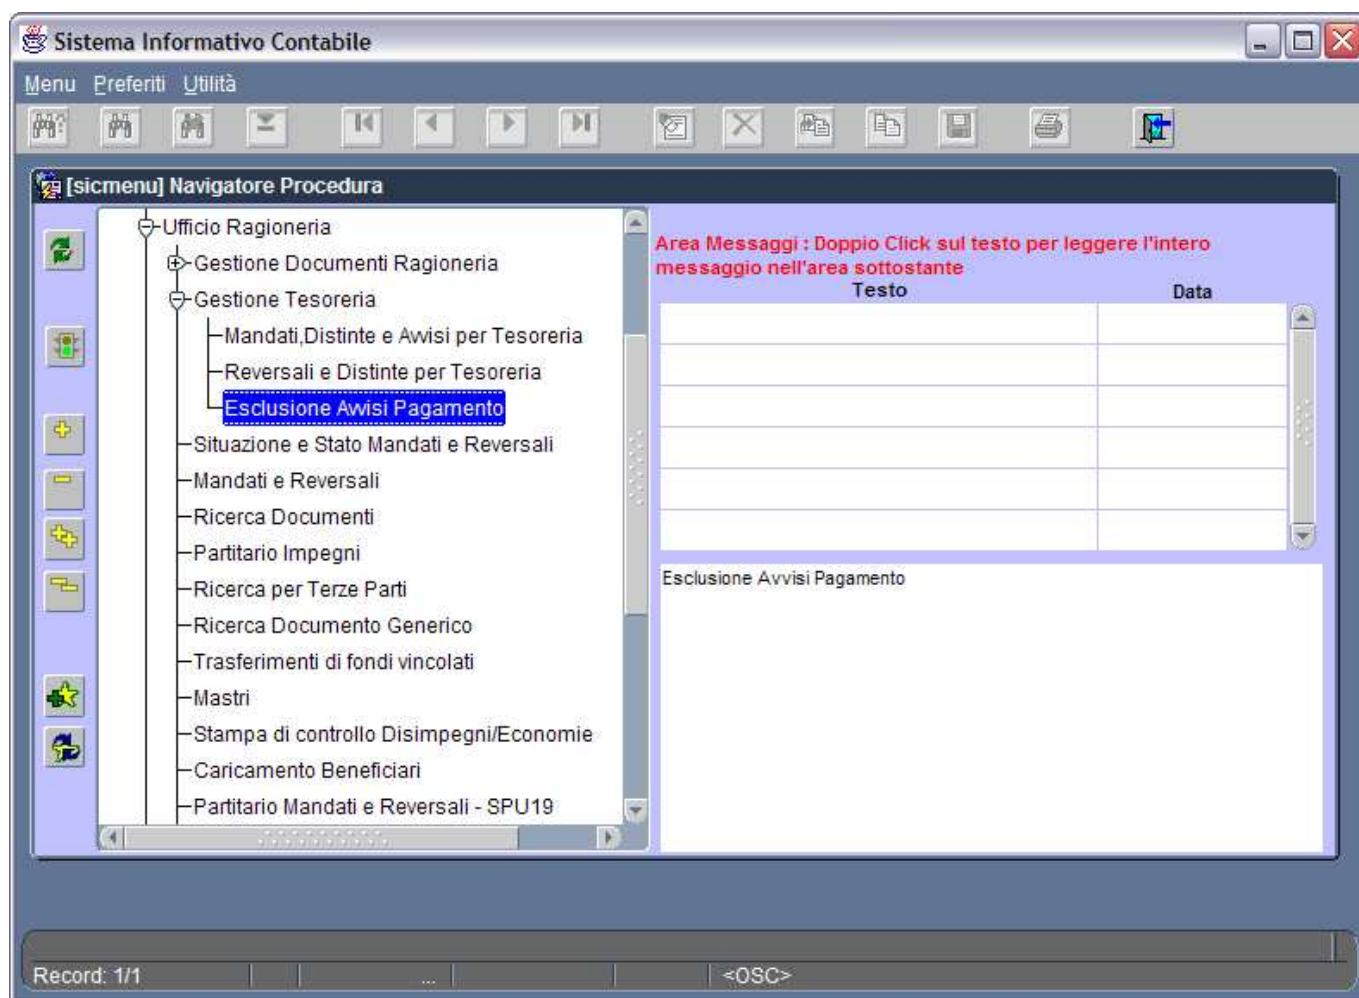 Sistema Informativo Contabile
Menu Preferiti Utilità
[sicmenu] Navigatore Procedura
Ufficio Ragioneria
Gestione Documenti Ragioneria
Gestione Tesoreria
Mandati,Distinte e Avvisi per Tesoreria
Reversali e Distinte per Tesoreria
Esclusione Avvisi Pagamento
Situazione e Stato Mandati e Reversali
Mandati e Reversali
Ricerca Documenti
Partitario Impegni
Ricerca per Terze Parti
Ricerca Documento Generico
Trasferimenti di fondi vincolati
Mastri
Stampa di controllo Disimpegni/Economie
Caricamento Beneficiari
Partitario Mandati e Reversali - SPU19
Area Messaggi : Doppio Click sul testo per leggere l'intero
messaggio nell'area sottostante
Testo Data
Esclusione Avvisi Pagamento
Record: 1/1 ... <OSC>